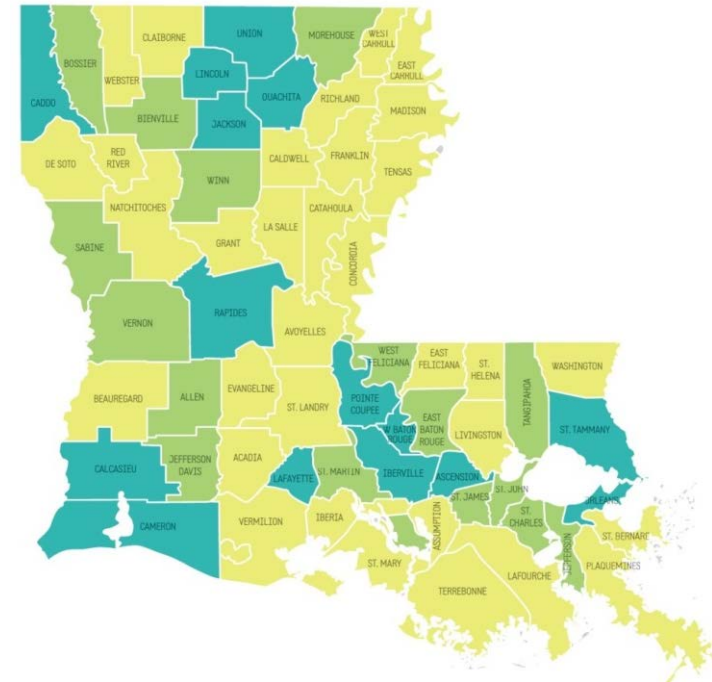 CADDO
BOSSIER
WEBSTER
CLAIBORNE
UNION
MOREHOUSE
WEST
CARROLL
EAST
CARROLL
LINCOLN
OUACHITA
RICHLAND
MADISON
BIENVILLE
JACKSON
DE SOTO
RED
RIVER
WINN
CALDWELL
FRANKLIN
TENSAS
NATCHITOCHES
SABINE
GRANT
LA SALLE
CATAHOULA
CONCORDIA
VERNON
RAPIDES
AVOYELLES
WEST
FELICIANA
EAST
FELICIANA
ST.
HELENA
TANGIPAHOA
WASHINGTON
BEAUREGARD
ALLEN
EVANGELINE
ST. LANDRY
POINTE
COUPEE
W BATON
ROUGE
EAST
BATON
ROUGE
LIVINGSTON
ST. TAMMANY
CALCASIEU
JEFFERSON
DAVIS
ACADIA
LAFAYETTE
ST. MARTIN
IBERVILLE
ASCENSION
ST. JAMES
ST. JOHN
ST.
CHARLES
ORLEANS
CAMERON
VERMILION
IBERIA
ST. MARY
ASSUMPTION
TERREBONNE
LAFOURCHE
JEFFERSON
ST. BERNARD
PLAQUEMINES